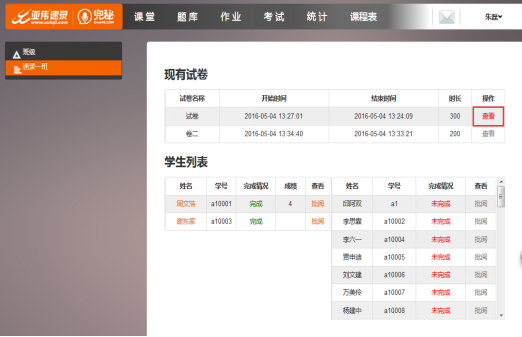 亚伟速录 兜秘 课堂 题库 作业 考试 统计 课程表 朱磊
班级
速录一班
现有试卷
试卷名称 开始时间 结束时间 时长 操作
试卷 2016-05-04 13:27:01 2016-05-04 13:24:09 300 查看
卷二 2016-05-04 13:34:40 2016-05-04 13:33:21 200 查看
学生列表
姓名 学号 完成情况 成绩 查看 姓名 学号 完成情况 查看
周文浩 a10001 完成 4 批阅 邱珂双 a1 未完成 批阅
谢东家 a10003 完成 批阅 李思霖 a10002 未完成 批阅
李六一 a10004 未完成 批阅
贾申迪 a10005 未完成 批阅
刘文建 a10006 未完成 批阅
万美伶 a10007 未完成 批阅
杨建中 a10008 未完成 批阅